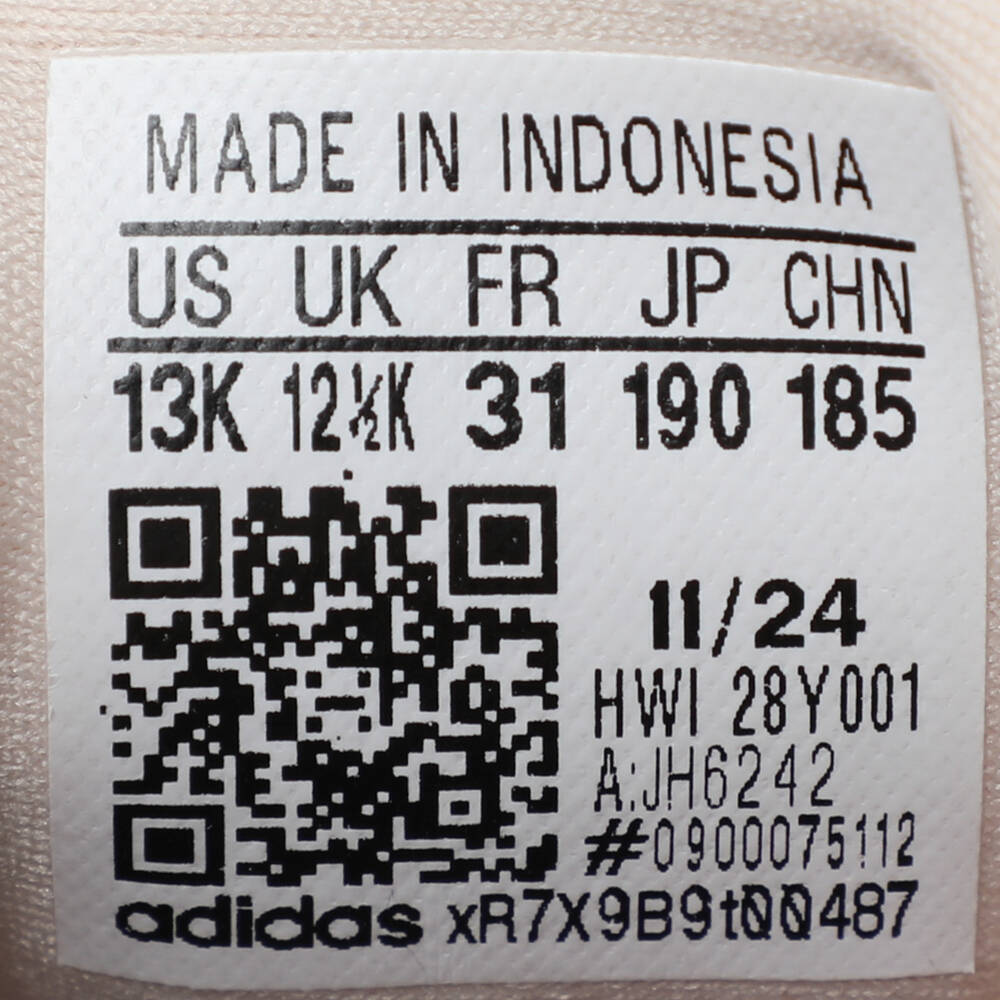 MADE IN INDONESIA
US UK FR JP CHN
13K 12½K 31 190 185
11/24
HWI 28Y001
A:JH6242
#0900075112
adidas xR7X9B9t00487